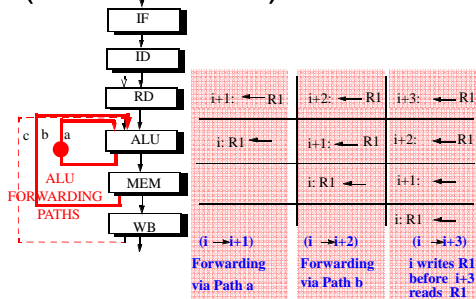 IF
ID
RD
ALU
MEM
WB
c b a
ALU
FORWARDING
PATHS
i+1: R1
i+2: R1
i+3: R1
i: R1
i+1: R1
i+2: R1
i: R1
i+1:
i: R1
(i →i+1)
Forwarding
via Path a
(i →i+2)
Forwarding
via Path b
(i →i+3)
i writes R1
before i+3
reads R1